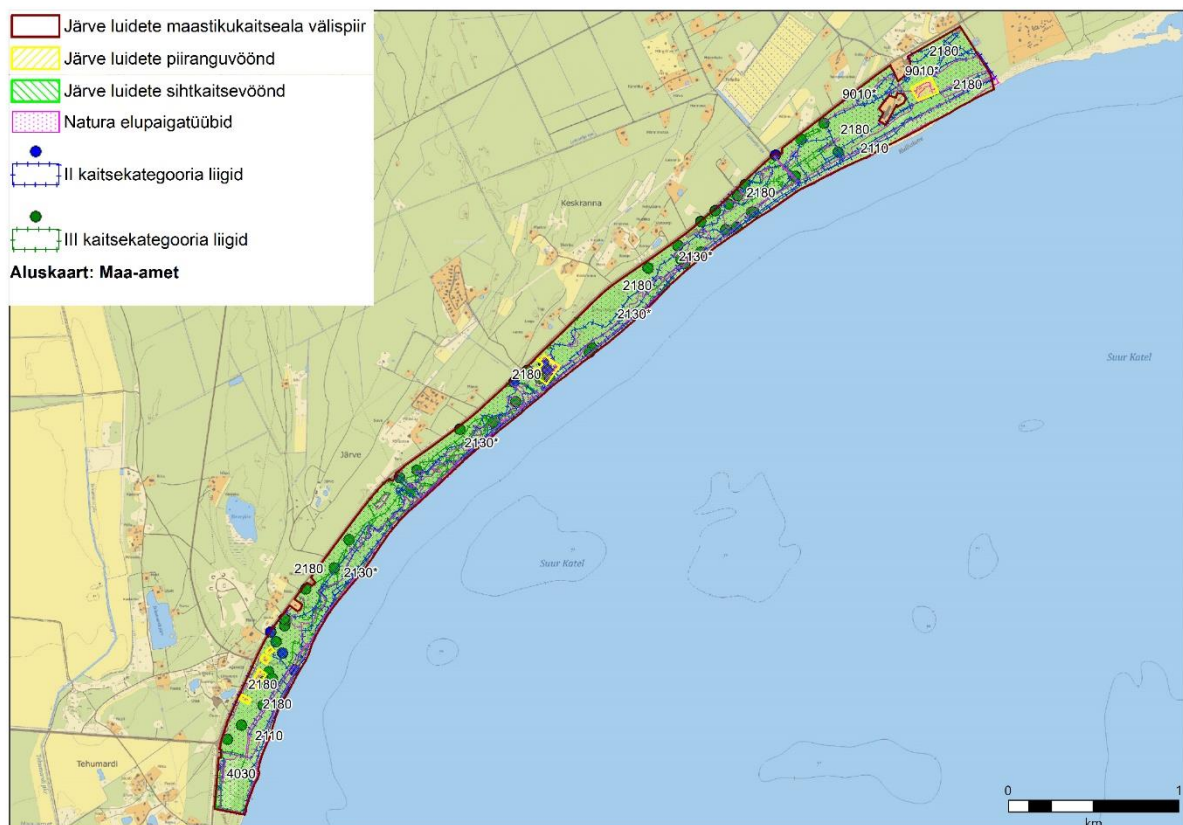 Järve luidete maastikukaitseala välispiir
Järve luidete piiranguvöönd
Järve luidete sihtkaitsevöönd
Natura elupaigatüübid
II kaitsekategooria liigid
III kaitsekategooria liigid
Aluskaart: Maa-amet
2180
9010*
2180
9010*
2180
2110
2180
Keskranna
2130*
2180
2130*
Suur Katel
2180
2130*
Järve
Suur Katel
2180
2130*
2180
2180
2110
Tehumardi
4030
0
1
km